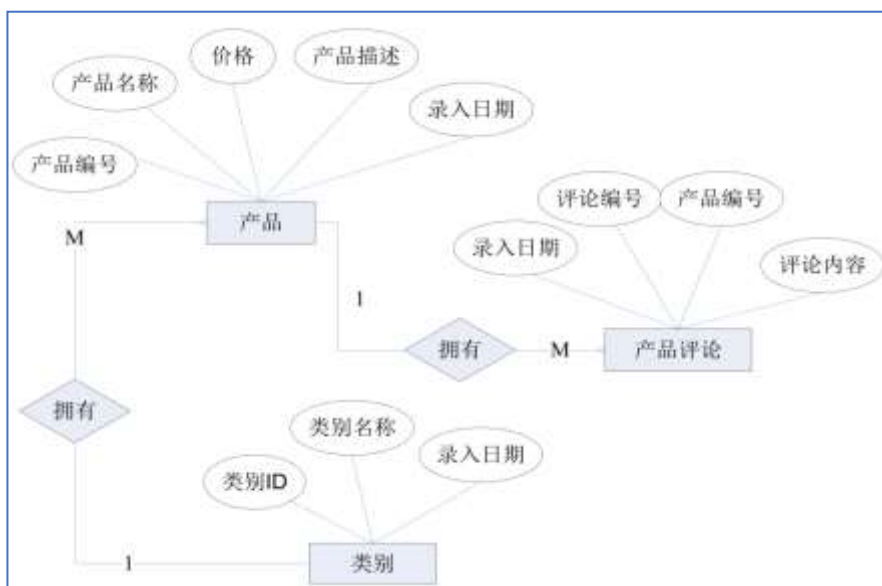 价格
产品描述
产品名称
录入日期
产品编号
产品
M
评论编号
产品编号
录入日期
评论内容
1
拥有
M
产品评论
拥有
类别名称
录入日期
类别ID
1
类别